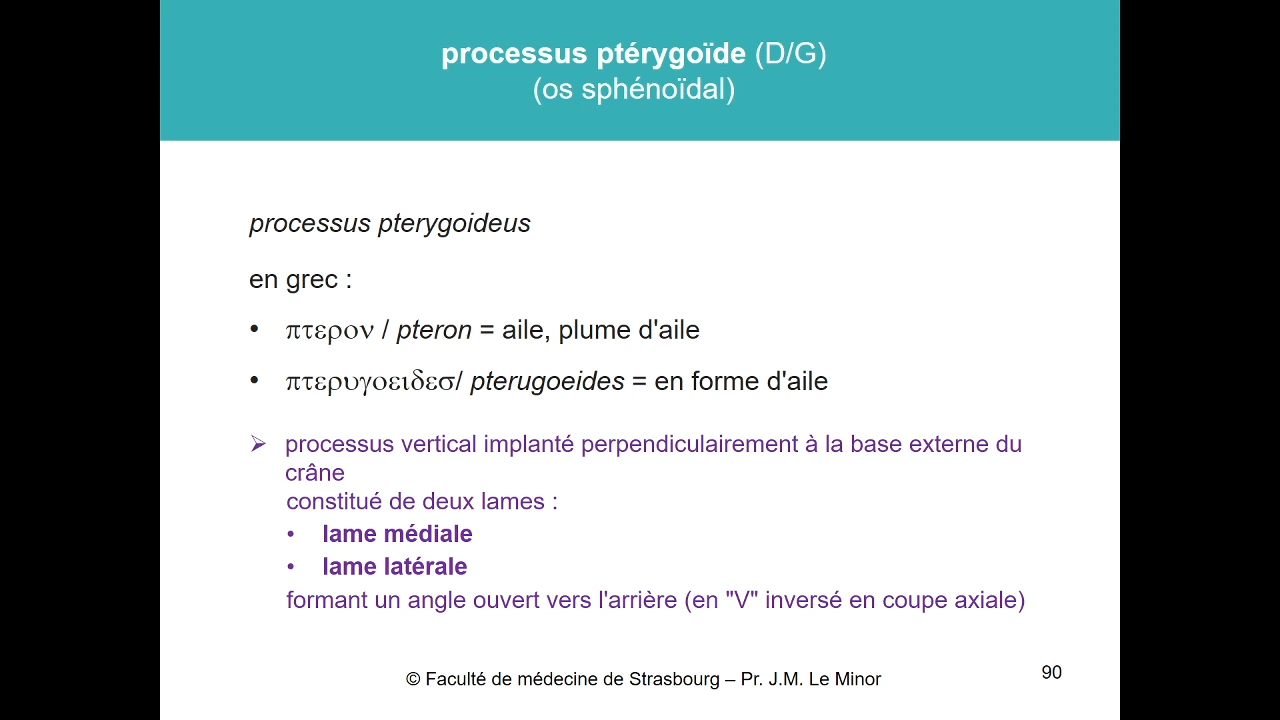 processus ptérygoïde (D/G)
(os sphénoïdal)
processus pterygoideus
en grec :
• πτερον / pteron = aile, plume d'aile
• πτερυγοειδεσ/ pterugoeides = en forme d'aile
➢ processus vertical implanté perpendiculairement à la base externe du
crâne
constitué de deux lames :
• lame médiale
• lame latérale
formant un angle ouvert vers l'arrière (en "V" inversé en coupe axiale)
© Faculté de médecine de Strasbourg – Pr. J.M. Le Minor
90